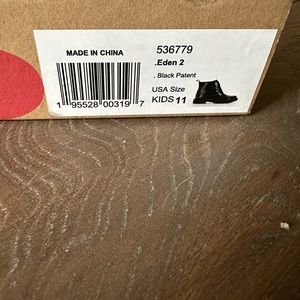 MADE IN CHINA
1 95528 00319 7
536779
.Eden 2
. Black Patent
USA Size
KIDS 11